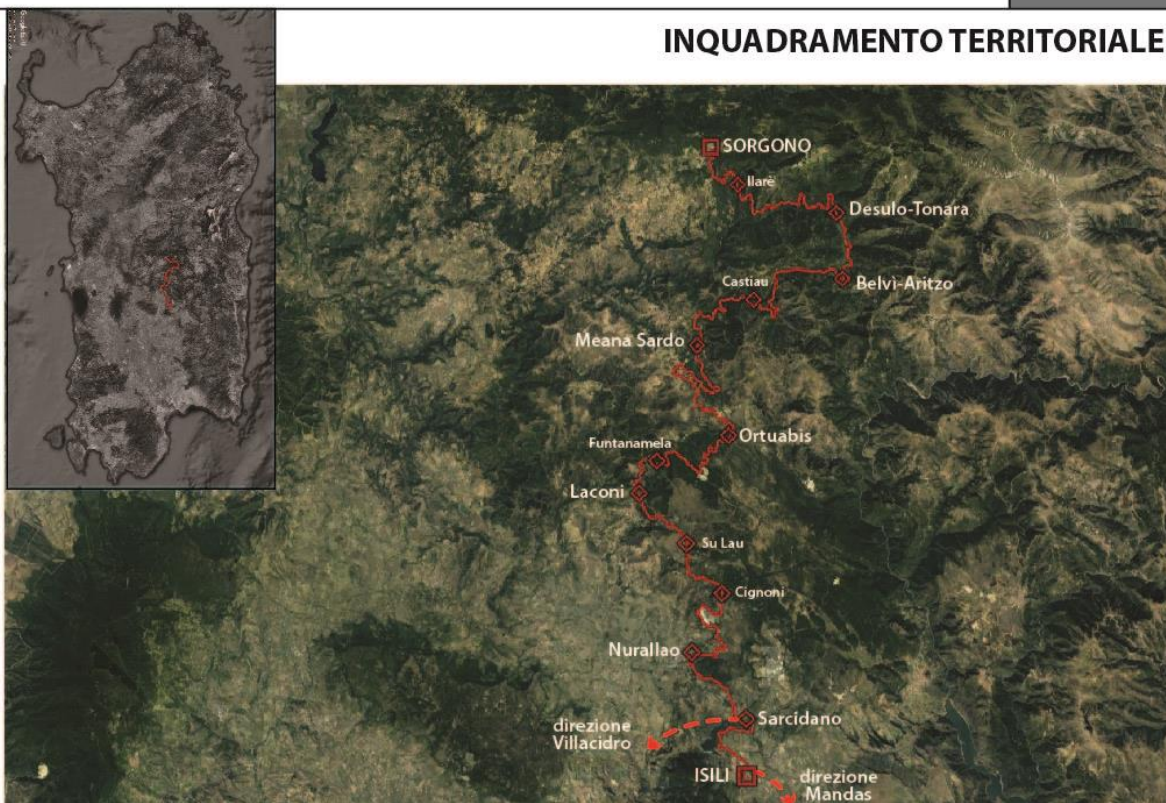 INQUADRAMENTO TERRITORIALE
SORGONO
Ilarè
Desulo-Tonara
Belvì-Aritzo
Castiau
Meana Sardo
Ortuabis
Funtanamela
Laconi
Su Lau
Cignoni
Nurallao
Sarcidano
direzione
Villacidro
ISILI
direzione
Mandas